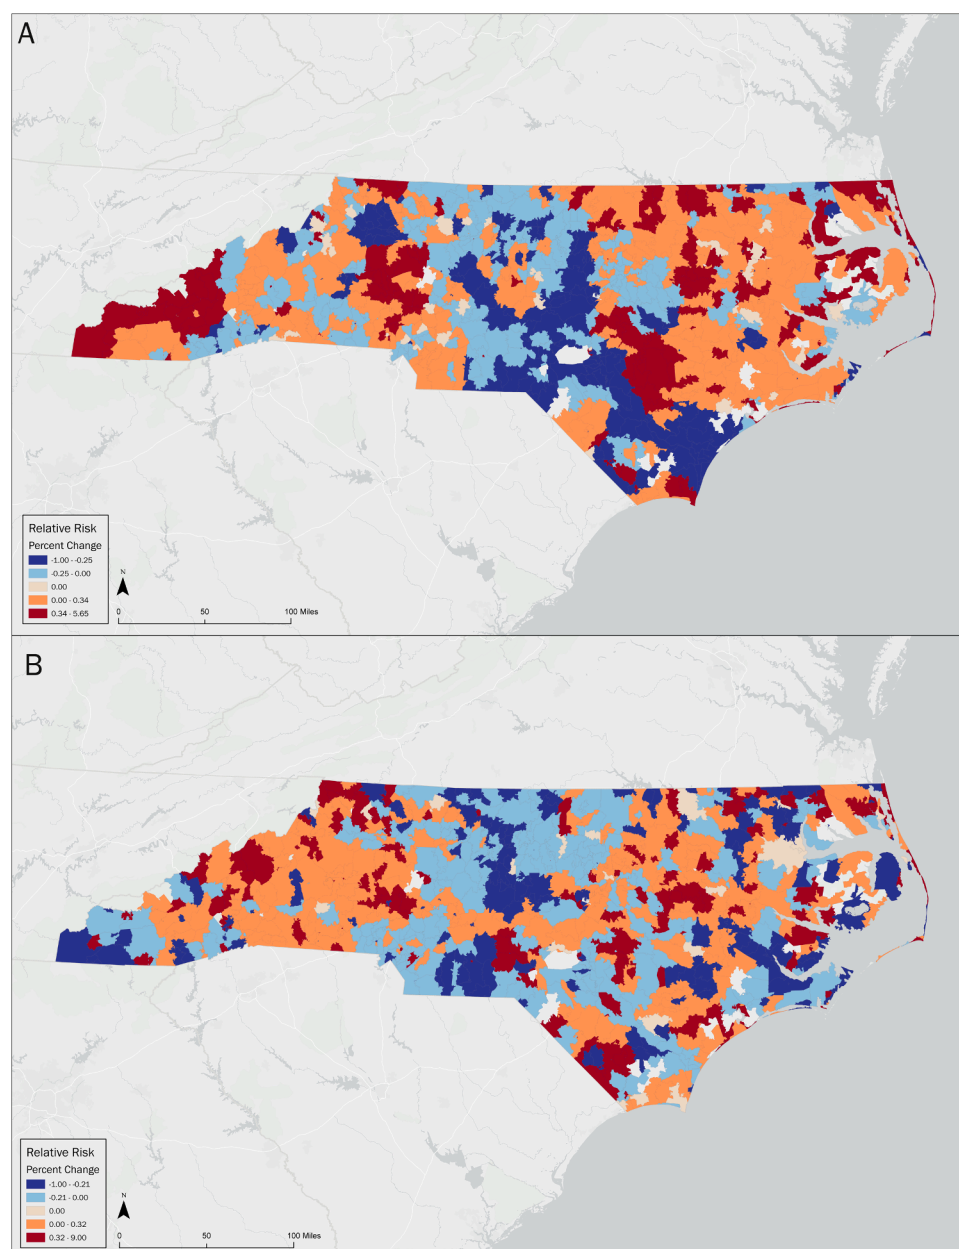 A
Relative Risk
Percent Change
-1.00 - -0.25
-0.25 - 0.00
0.00
0.00 - 0.34
0.34 - 5.65
N
0 50 100 Miles
B
Relative Risk
Percent Change
-1.00 - -0.21
-0.21 - 0.00
0.00
0.00 - 0.32
0.32 - 9.00
N
0 50 100 Miles